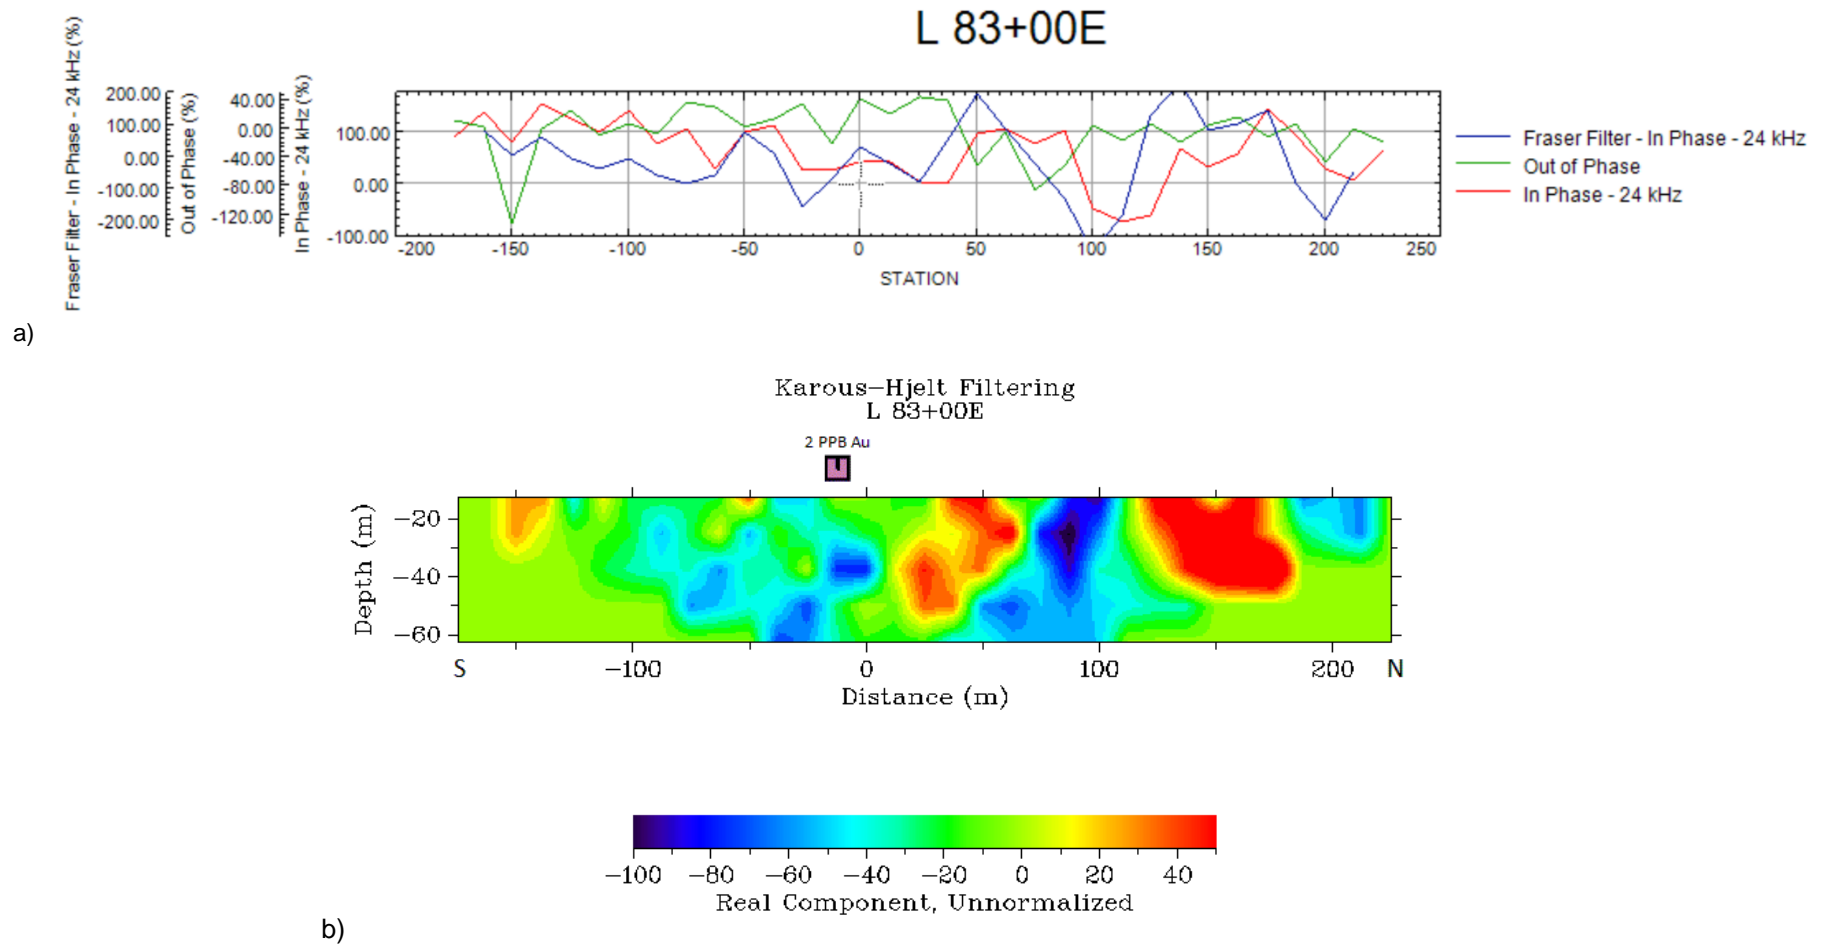 L 83+00E
Fraser Filter - In Phase - 24 kHz (%)
200.00
100.00
0.00
-100.00
-200.00
Out of Phase (%)
40.00
0.00
-40.00
-80.00
-120.00
In Phase - 24 kHz (%)
100.00
0.00
-100.00
-200 -150 -100 -50 0 50 100 150 200 250
STATION
Fraser Filter - In Phase - 24 kHz
Out of Phase
In Phase - 24 kHz
a)
Karous-Hjelt Filtering
L 83+00E
2 PPB Au
Depth (m)
-20
-40
-60
S -100 0 100 200 N
Distance (m)
-100 -80 -60 -40 -20 0 20 40
Real Component, Unnormalized
b)